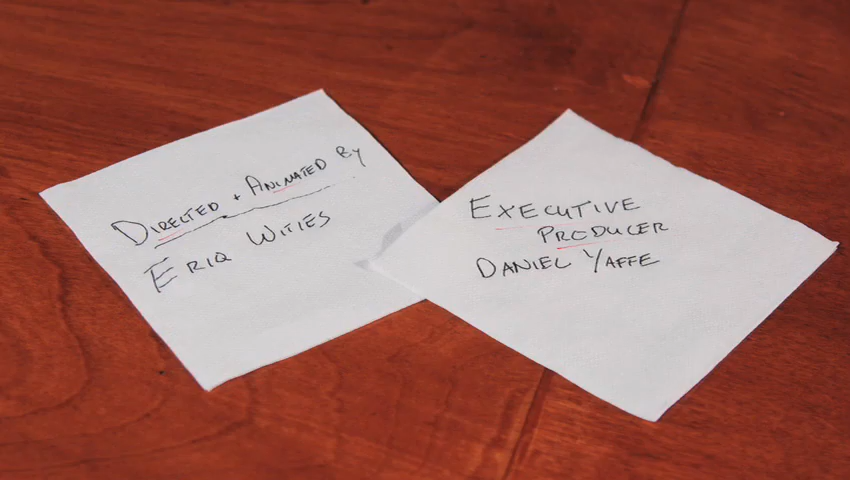 DIRECTED + ANIMATED BY
ERIQ WITIES
EXECUTIVE
PRODUCER
DANIEL YAFFE